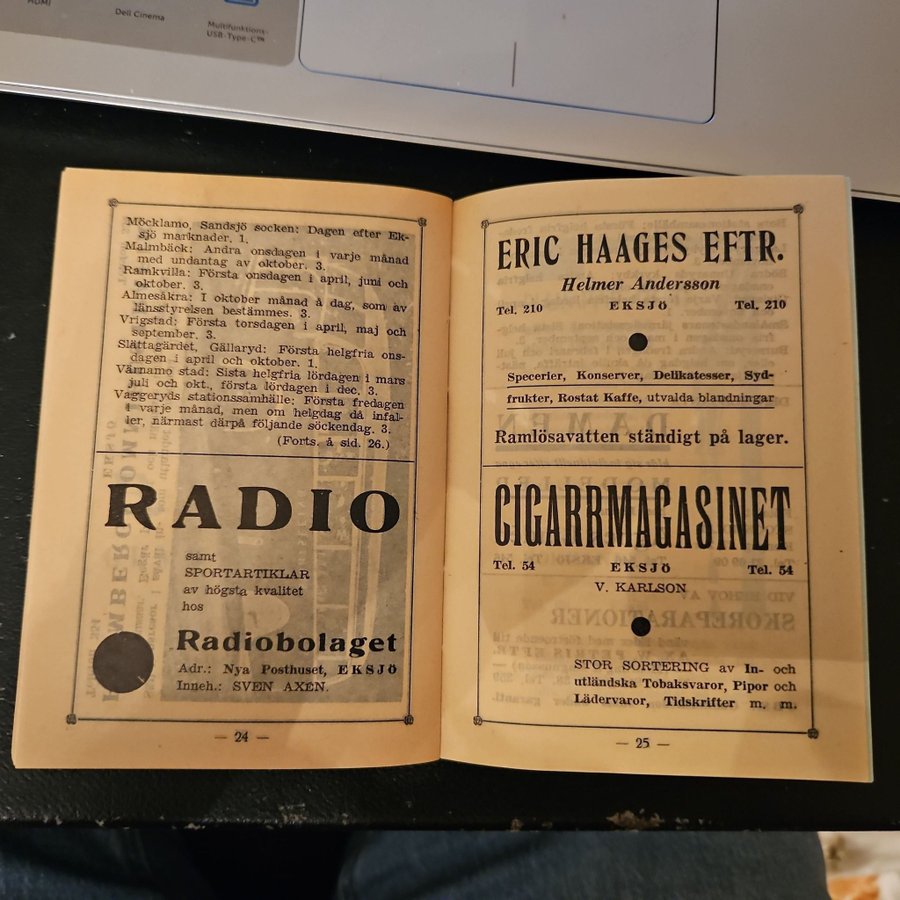 HDMI
Dell Cinema
Multifunktions-
USB-Type-C™
Möcklamo, Sandsjö socken: Dagen efter Ek-
sjö marknader. 1.
Malmbäck: Andra onsdagen i varje månad
med undantag av oktober. 3.
Ramkvilla: Första onsdagen i april, juni och
oktober. 3.
Almesåkra: I oktober månad å dag, som av
länsstyrelsen bestämmes. 3.
Vrigstad: Första torsdagen i april, maj och
september. 3.
Slättagärdet, Gällaryd: Första helgfria ons-
dagen i april och oktober. 1.
Värnamo stad: Sista helgfria lördagen i mars
juli och okt., första lördagen i dec. 3.
Vaggeryds stationssamhälle: Första fredagen
i varje månad, men om helgdag då infal-
ler, närmast därpå följande söckendag. 3.
(Forts. å sid. 26.)
RADIO
samt
SPORTARTIKLAR
av högsta kvalitet
hos
Radiobolaget
Adr.: Nya Posthuset, EKSJÖ
Inneh.: SVEN AXEN.
— 24 —
ERIC HAAGES EFTR.
Helmer Andersson
Tel. 210 EKSJÖ Tel. 210
Specerier, Konserver, Delikatesser, Syd-
frukter, Rostat Kaffe, utvalda blandningar
Ramlösavatten ständigt på lager.
CIGARRMAGASINET
Tel. 54 EKSJÖ Tel. 54
V. KARLSON
STOR SORTERING av In- och
utländska Tobaksvaror, Pipor och
Lädervaror, Tidskrifter m. m.
— 25 —